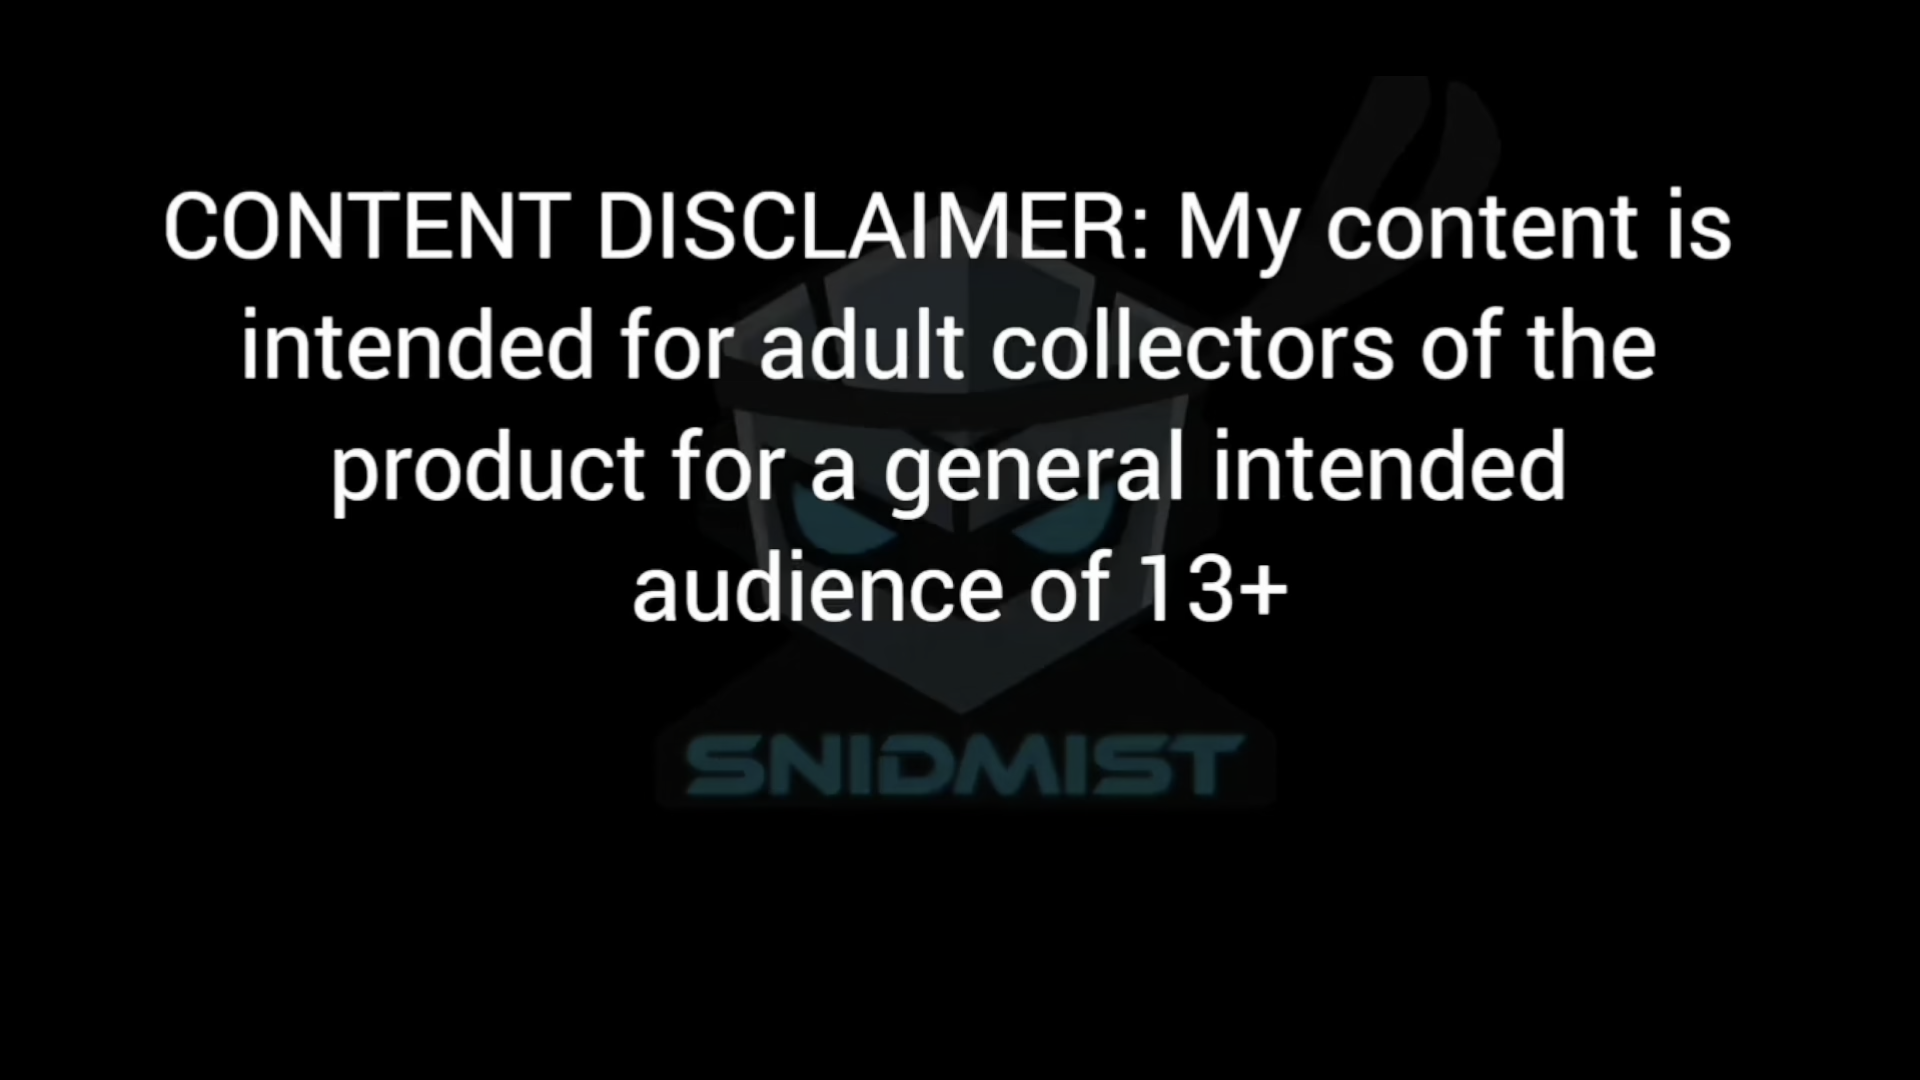 CONTENT DISCLAIMER: My content is
intended for adult collectors of the
product for a general intended
audience of 13+
SNIDMIST